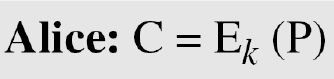 Alice: C = Eₖ (P)